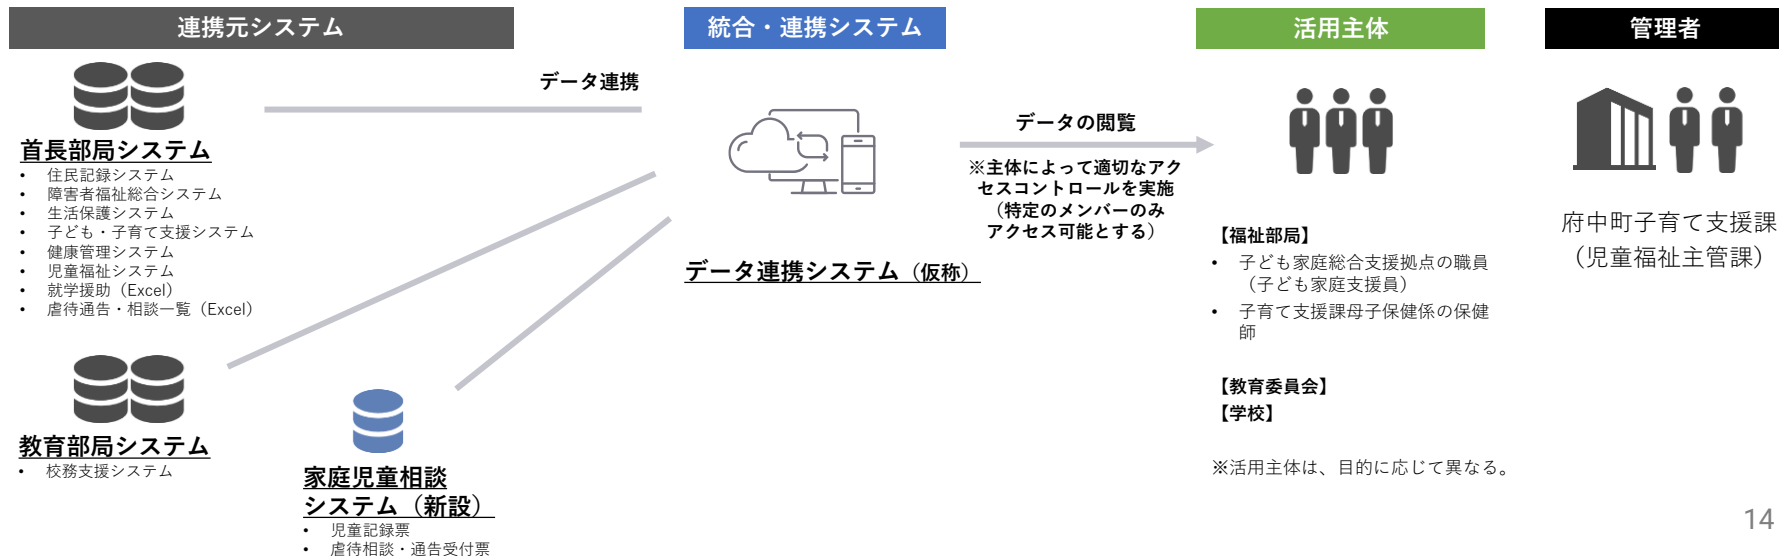 連携元システム
統合・連携システム
活用主体
管理者
データ連携
首長部局システム
• 住民記録システム
• 障害者福祉総合システム
• 生活保護システム
• 子ども・子育て支援システム
• 健康管理システム
• 児童福祉システム
• 就学援助（Excel）
• 虐待通告・相談一覧（Excel）
教育部局システム
• 校務支援システム
家庭児童相談
システム（新設）
• 児童記録票
• 虐待相談・通告受付票
データ連携システム（仮称）
データの閲覧
※主体によって適切なアク
セスコントロールを実施
（特定のメンバーのみ
アクセス可能とする）
【福祉部局】
• 子ども家庭総合支援拠点の職員
（子ども家庭支援員）
• 子育て支援課母子保健係の保健
師
【教育委員会】
【学校】
※活用主体は、目的に応じて異なる。
府中町子育て支援課
（児童福祉主管課）
14